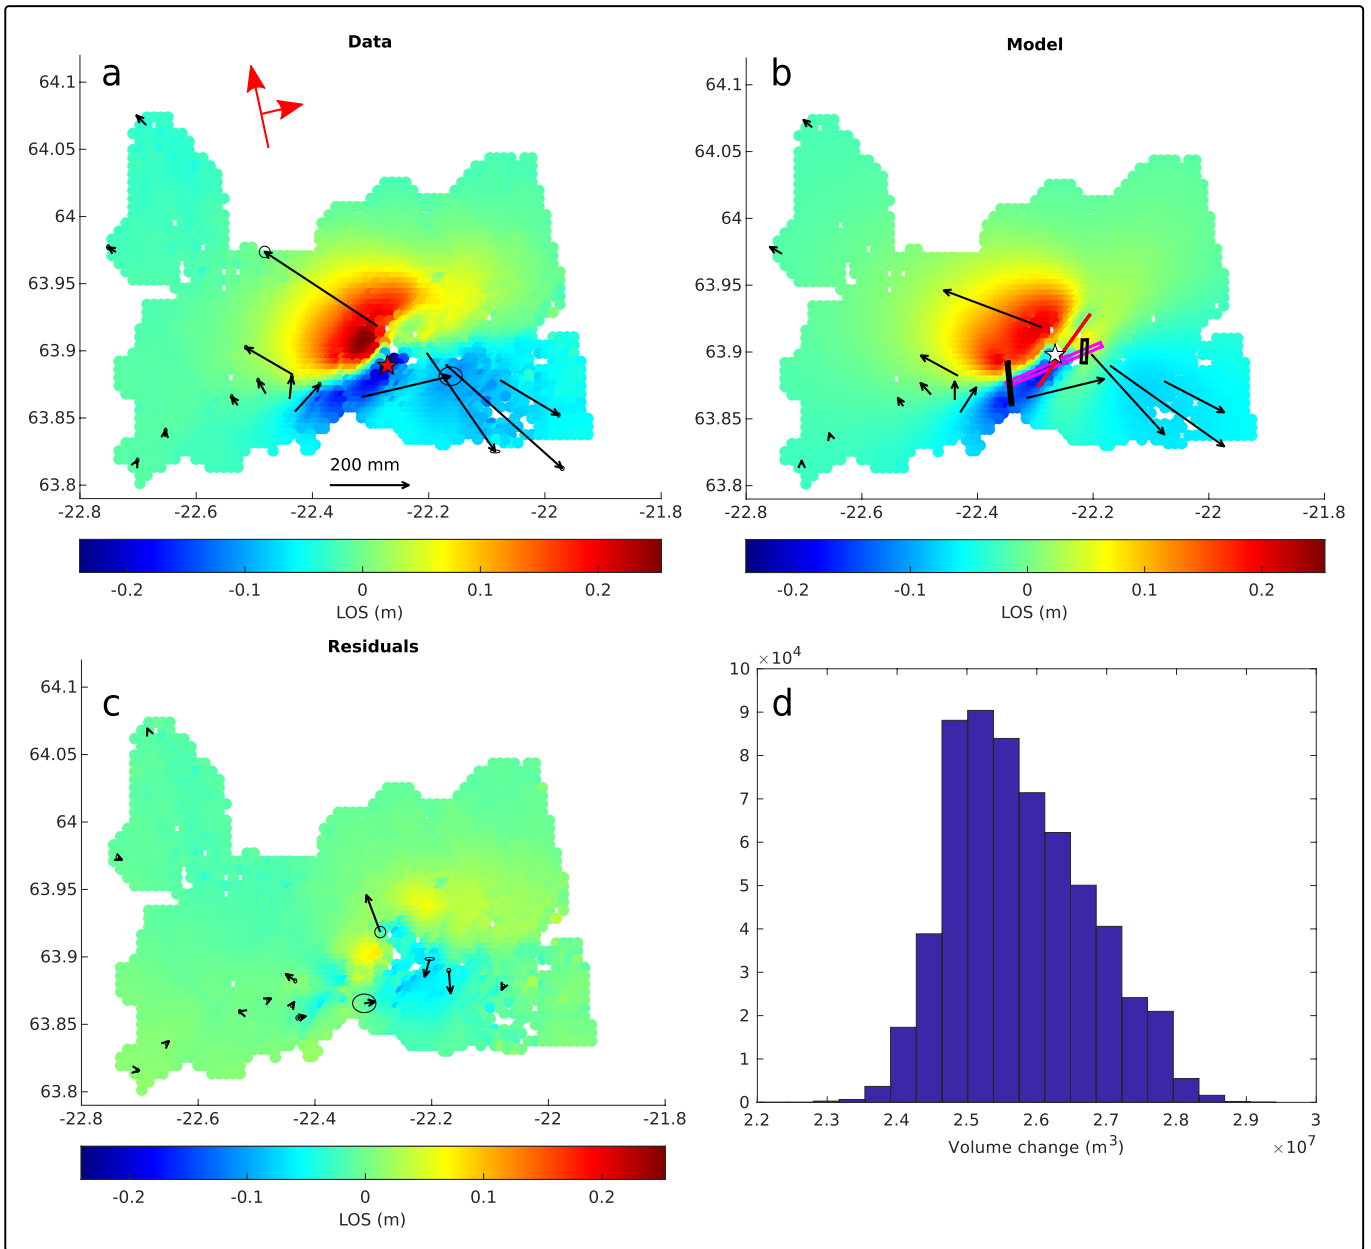 Data
a
64.1
64.05
64
63.95
63.9
63.85
63.8
200 mm
-22.8 -22.6 -22.4 -22.2 -22 -21.8
-0.2 -0.1 0 0.1 0.2
LOS (m)
Model
b
64.1
64.05
64
63.95
63.9
63.85
63.8
-22.8 -22.6 -22.4 -22.2 -22 -21.8
-0.2 -0.1 0 0.1 0.2
LOS (m)
Residuals
c
64.1
64.05
64
63.95
63.9
63.85
63.8
-22.8 -22.6 -22.4 -22.2 -22 -21.8
-0.2 -0.1 0 0.1 0.2
LOS (m)
×10⁴
d
10
9
8
7
6
5
4
3
2
1
0
2.2 2.3 2.4 2.5 2.6 2.7 2.8 2.9 3
Volume change (m³)
×10⁷